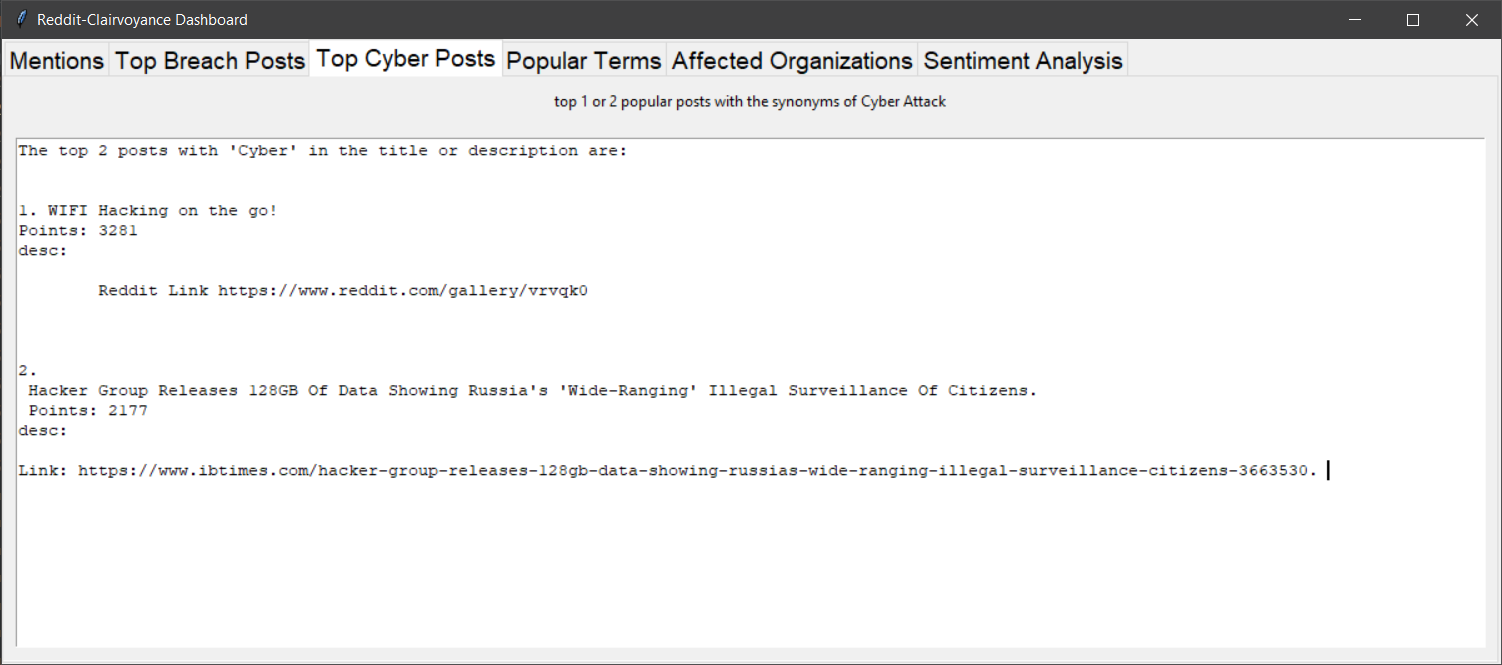 Reddit-Clairvoyance Dashboard
Mentions Top Breach Posts Top Cyber Posts Popular Terms Affected Organizations Sentiment Analysis
top 1 or 2 popular posts with the synonyms of Cyber Attack
The top 2 posts with 'Cyber' in the title or description are:
1. WIFI Hacking on the go!
Points: 3281
desc:
Reddit Link https://www.reddit.com/gallery/vrvqk0
2.
Hacker Group Releases 128GB Of Data Showing Russia's 'Wide-Ranging' Illegal Surveillance Of Citizens.
Points: 2177
desc:
Link: https://www.ibtimes.com/hacker-group-releases-128gb-data-showing-russias-wide-ranging-illegal-surveillance-citizens-3663530.